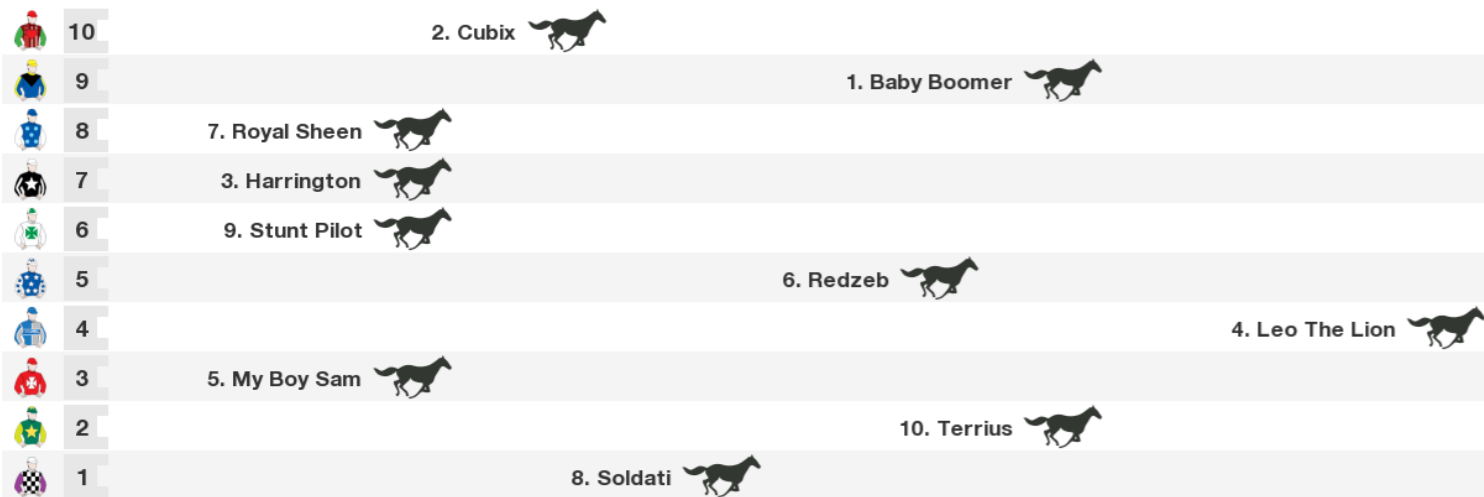 10 2. Cubix
9 1. Baby Boomer
8 7. Royal Sheen
7 3. Harrington
6 9. Stunt Pilot
5 6. Redzeb
4 4. Leo The Lion
3 5. My Boy Sam
2 10. Terrius
1 8. Soldati